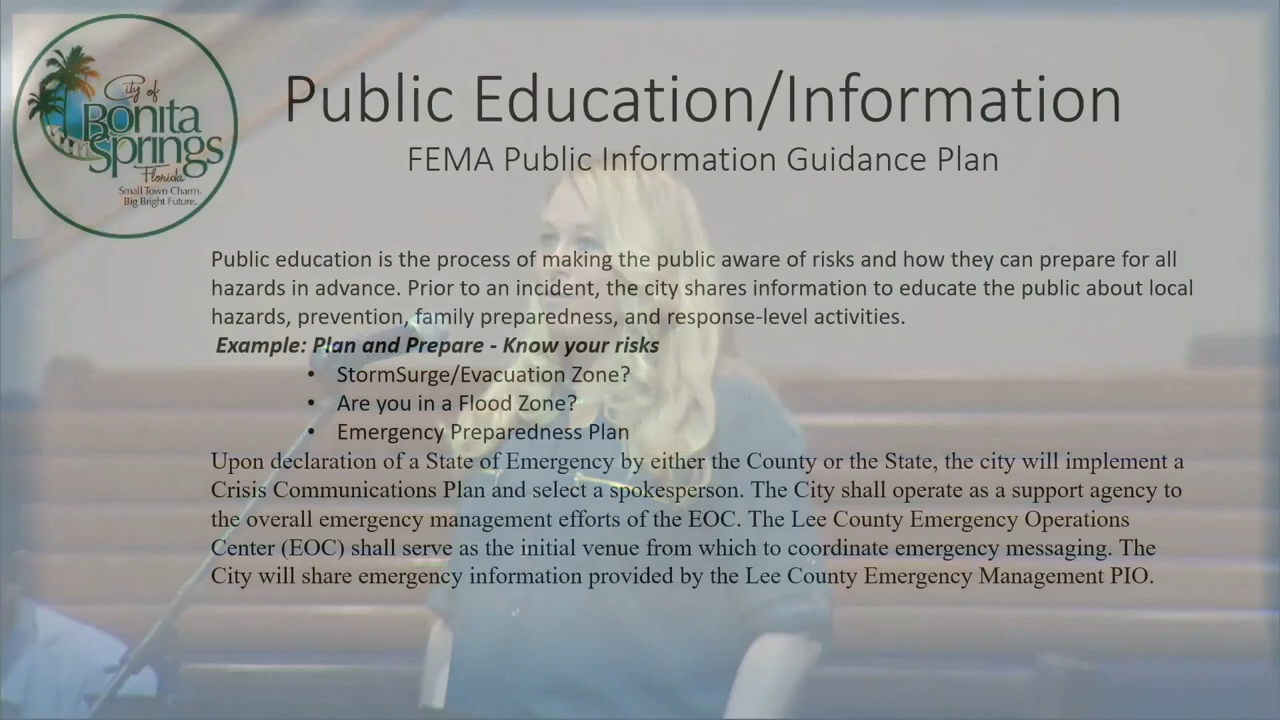 City of
Bonita
Springs
Florida
Small Town Charm.
Big Bright Future.
Public Education/Information
FEMA Public Information Guidance Plan
Public education is the process of making the public aware of risks and how they can prepare for all
hazards in advance. Prior to an incident, the city shares information to educate the public about local
hazards, prevention, family preparedness, and response-level activities.
Example: Plan and Prepare - Know your risks
• StormSurge/Evacuation Zone?
• Are you in a Flood Zone?
• Emergency Preparedness Plan
Upon declaration of a State of Emergency by either the County or the State, the city will implement a
Crisis Communications Plan and select a spokesperson. The City shall operate as a support agency to
the overall emergency management efforts of the EOC. The Lee County Emergency Operations
Center (EOC) shall serve as the initial venue from which to coordinate emergency messaging. The
City will share emergency information provided by the Lee County Emergency Management PIO.